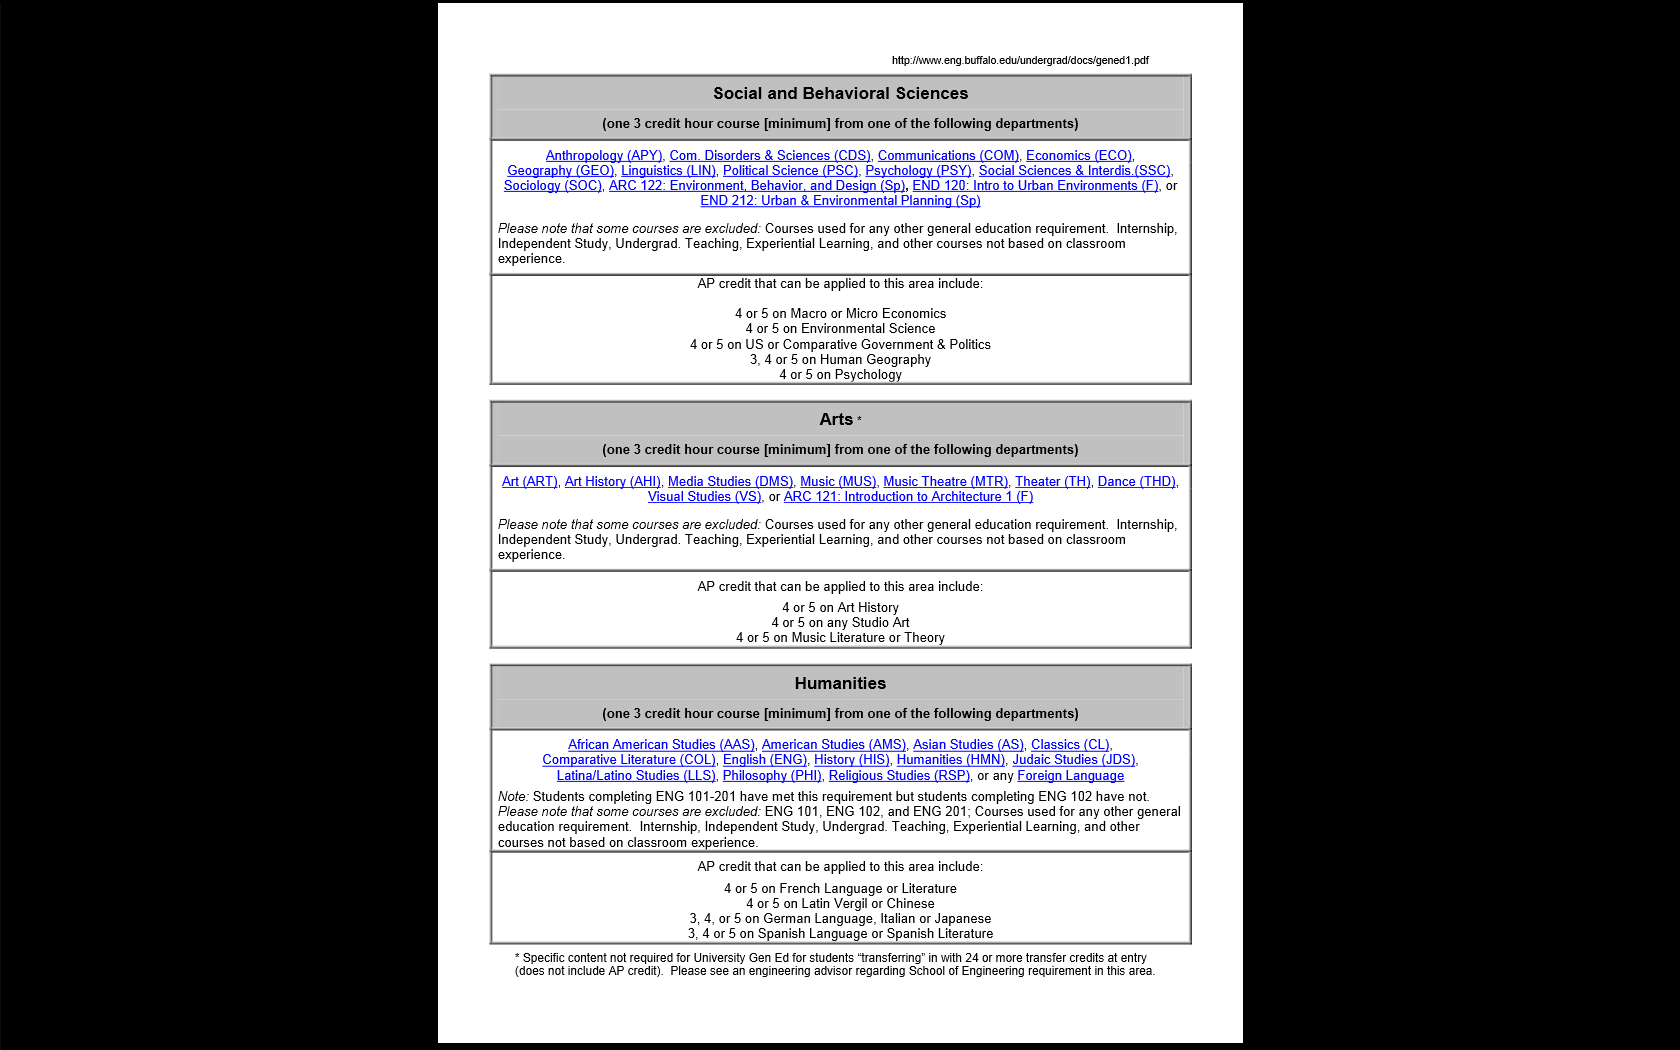 http://www.eng.buffalo.edu/undergrad/docs/gened1.pdf
Social and Behavioral Sciences
(one 3 credit hour course [minimum] from one of the following departments)
Anthropology (APY), Com. Disorders & Sciences (CDS), Communications (COM), Economics (ECO),
Geography (GEO), Linguistics (LIN), Political Science (PSC), Psychology (PSY), Social Sciences & Interdis.(SSC),
Sociology (SOC), ARC 122: Environment, Behavior, and Design (Sp), END 120: Intro to Urban Environments (F), or
END 212: Urban & Environmental Planning (Sp)
Please note that some courses are excluded: Courses used for any other general education requirement. Internship,
Independent Study, Undergrad. Teaching, Experiential Learning, and other courses not based on classroom
experience.
AP credit that can be applied to this area include:
4 or 5 on Macro or Micro Economics
4 or 5 on Environmental Science
4 or 5 on US or Comparative Government & Politics
3, 4 or 5 on Human Geography
4 or 5 on Psychology
Arts *
(one 3 credit hour course [minimum] from one of the following departments)
Art (ART), Art History (AHI), Media Studies (DMS), Music (MUS), Music Theatre (MTR), Theater (TH), Dance (THD),
Visual Studies (VS), or ARC 121: Introduction to Architecture 1 (F)
Please note that some courses are excluded: Courses used for any other general education requirement. Internship,
Independent Study, Undergrad. Teaching, Experiential Learning, and other courses not based on classroom
experience.
AP credit that can be applied to this area include:
4 or 5 on Art History
4 or 5 on any Studio Art
4 or 5 on Music Literature or Theory
Humanities
(one 3 credit hour course [minimum] from one of the following departments)
African American Studies (AAS), American Studies (AMS), Asian Studies (AS), Classics (CL),
Comparative Literature (COL), English (ENG), History (HIS), Humanities (HMN), Judaic Studies (JDS),
Latina/Latino Studies (LLS), Philosophy (PHI), Religious Studies (RSP), or any Foreign Language
Note: Students completing ENG 101-201 have met this requirement but students completing ENG 102 have not.
Please note that some courses are excluded: ENG 101, ENG 102, and ENG 201; Courses used for any other general
education requirement. Internship, Independent Study, Undergrad. Teaching, Experiential Learning, and other
courses not based on classroom experience.
AP credit that can be applied to this area include:
4 or 5 on French Language or Literature
4 or 5 on Latin Vergil or Chinese
3, 4, or 5 on German Language, Italian or Japanese
3, 4 or 5 on Spanish Language or Spanish Literature
* Specific content not required for University Gen Ed for students “transferring” in with 24 or more transfer credits at entry
(does not include AP credit). Please see an engineering advisor regarding School of Engineering requirement in this area.